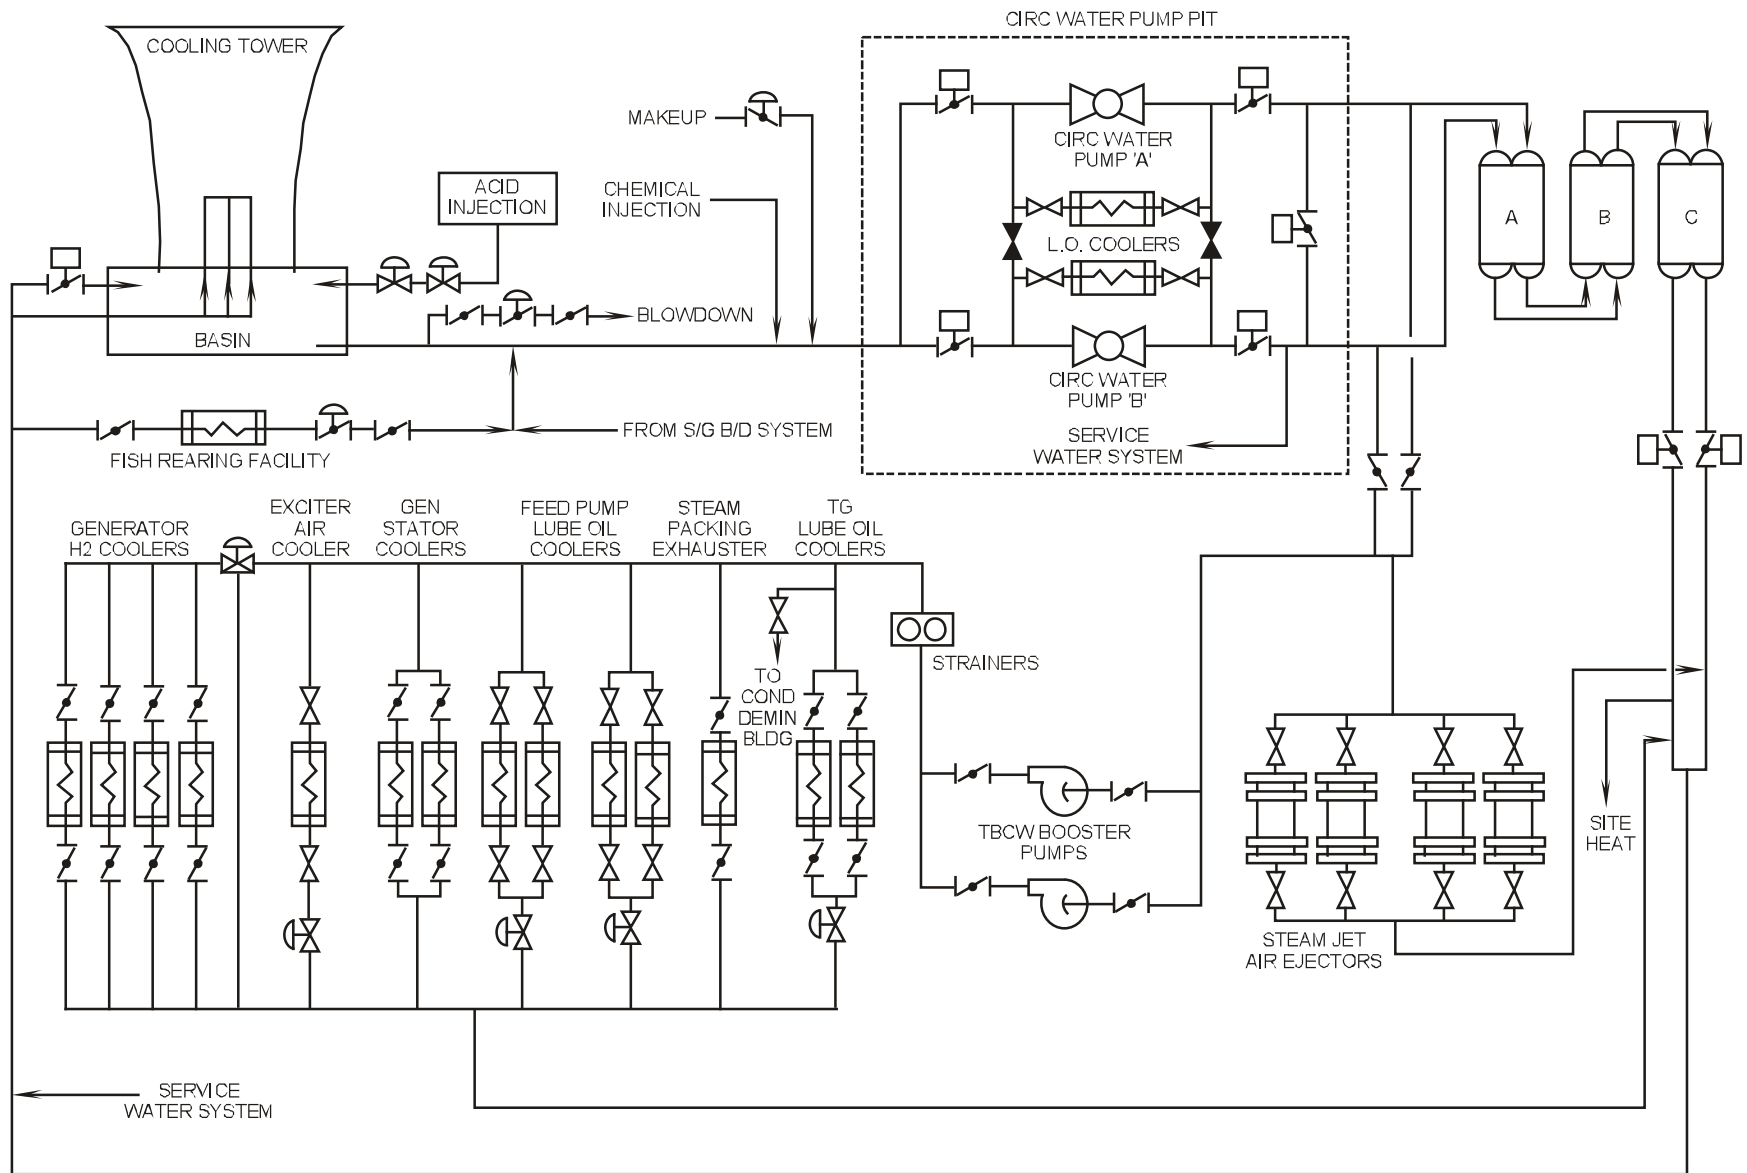 CIRC WATER PUMP PIT
COOLING TOWER
MAKEUP
CIRC WATER
PUMP 'A'
ACID
INJECTION
CHEMICAL
INJECTION
A
B
C
L.O. COOLERS
BLOWDOWN
BASIN
CIRC WATER
PUMP 'B'
FROM S/G B/D SYSTEM
SERVICE
WATER SYSTEM
FISH REARING FACILITY
GENERATOR
H2 COOLERS
EXCITER
AIR
COOLER
GEN
STATOR
COOLERS
FEED PUMP
LUBE OIL
COOLERS
STEAM
PACKING
EXHAUSTER
TG
LUBE OIL
COOLERS
STRAINERS
TO
COND
DEMIN
BLDG
TBCW BOOSTER
PUMPS
SITE
HEAT
STEAM JET
AIR EJECTORS
SERVICE
WATER SYSTEM